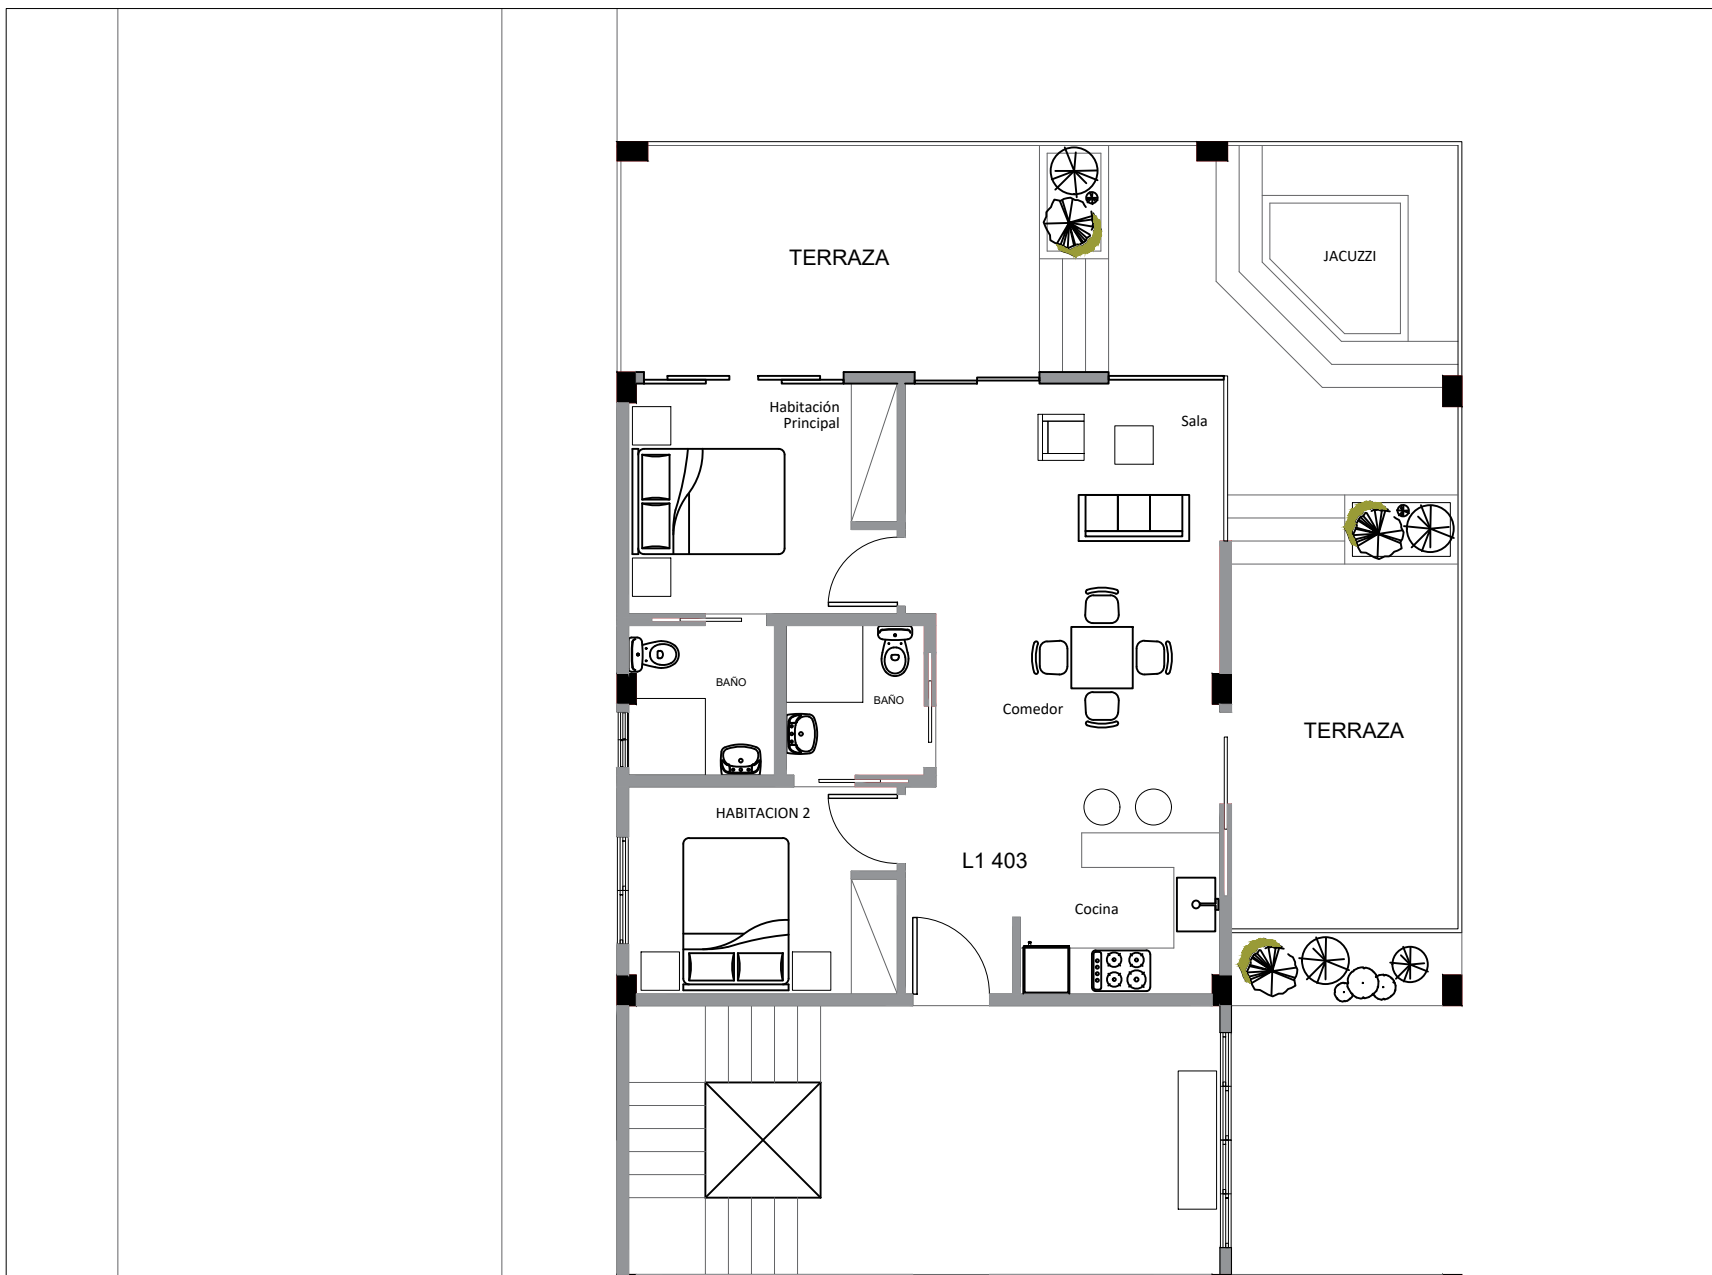 TERRAZA
JACUZZI
Habitación
Principal
Sala
BAÑO
BAÑO
Comedor
TERRAZA
HABITACION 2
L1 403
Cocina